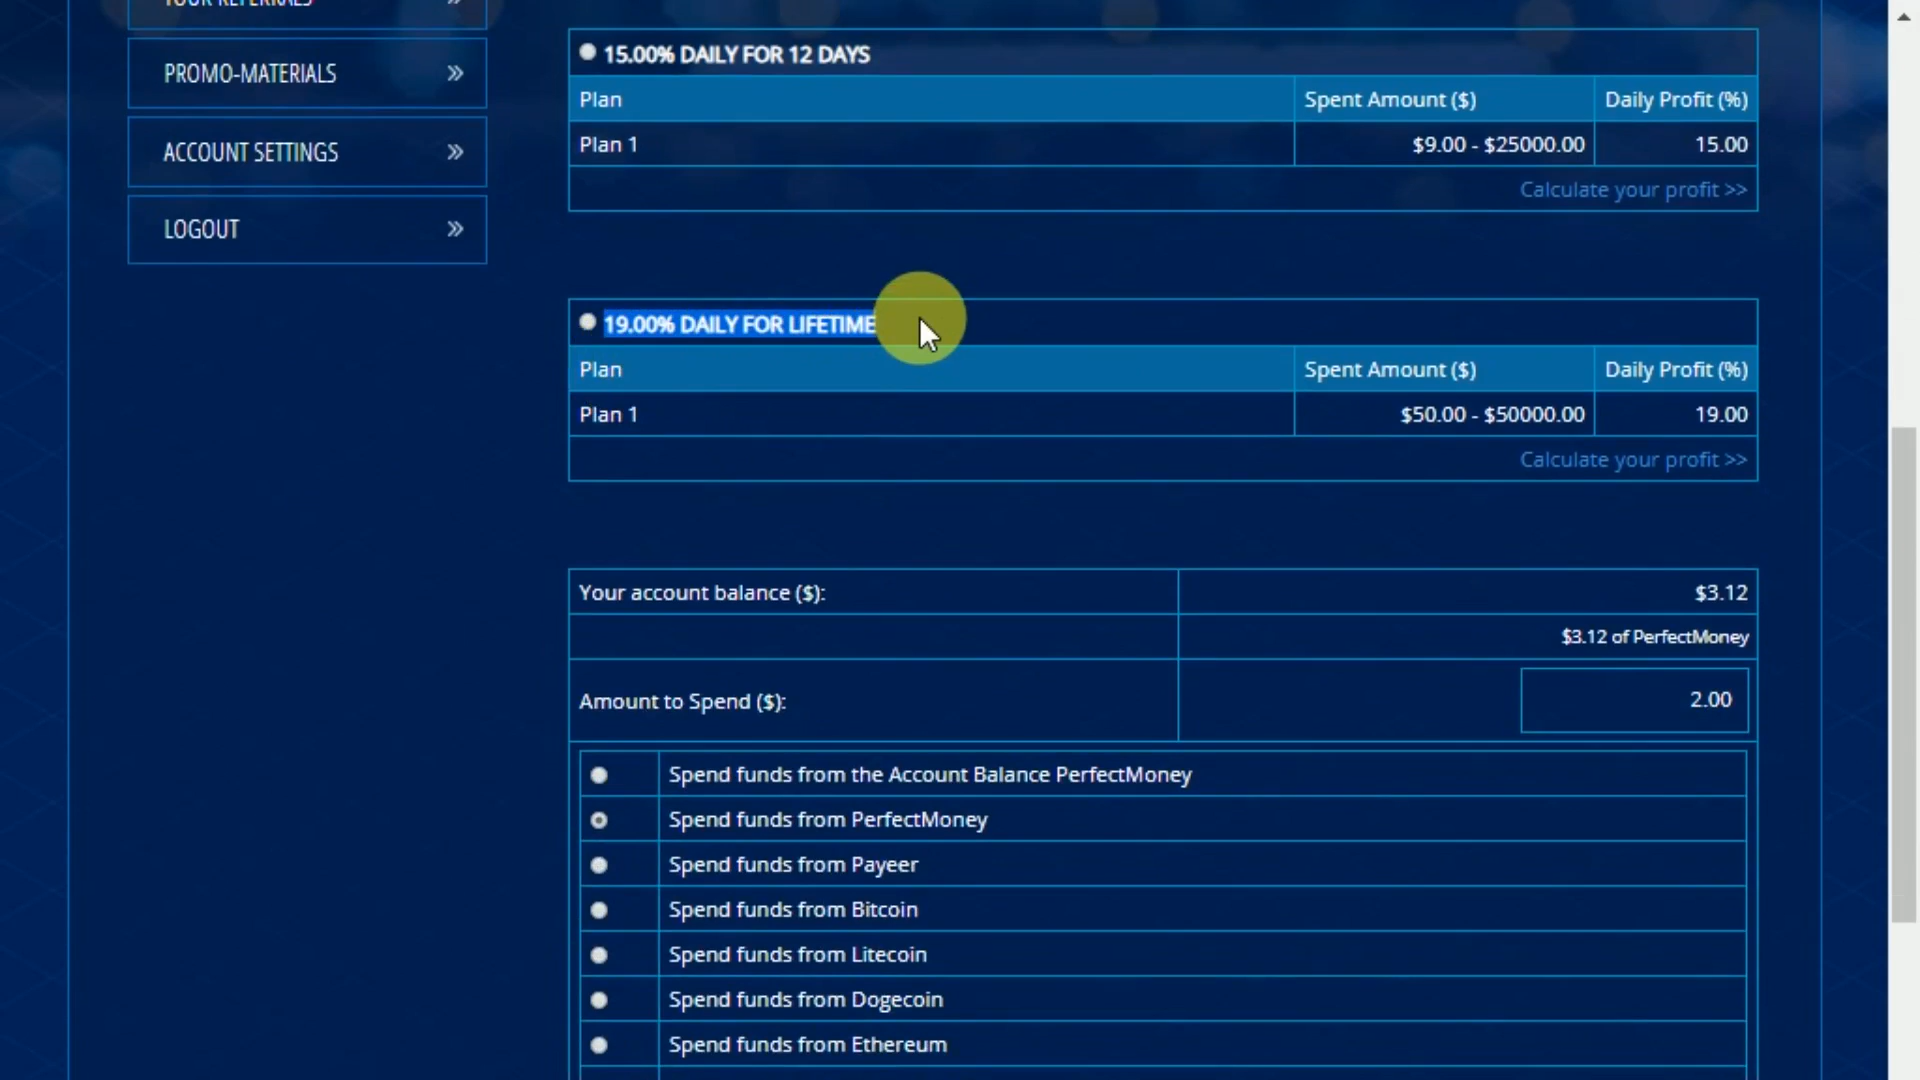 YOUR REFERRALS »
PROMO-MATERIALS »
ACCOUNT SETTINGS »
LOGOUT »
15.00% DAILY FOR 12 DAYS
Plan Spent Amount ($) Daily Profit (%)
Plan 1 $9.00 - $25000.00 15.00
Calculate your profit >>
19.00% DAILY FOR LIFETIME
Plan Spent Amount ($) Daily Profit (%)
Plan 1 $50.00 - $50000.00 19.00
Calculate your profit >>
Your account balance ($): $3.12
$3.12 of PerfectMoney
Amount to Spend ($): 2.00
Spend funds from the Account Balance PerfectMoney
Spend funds from PerfectMoney
Spend funds from Payeer
Spend funds from Bitcoin
Spend funds from Litecoin
Spend funds from Dogecoin
Spend funds from Ethereum